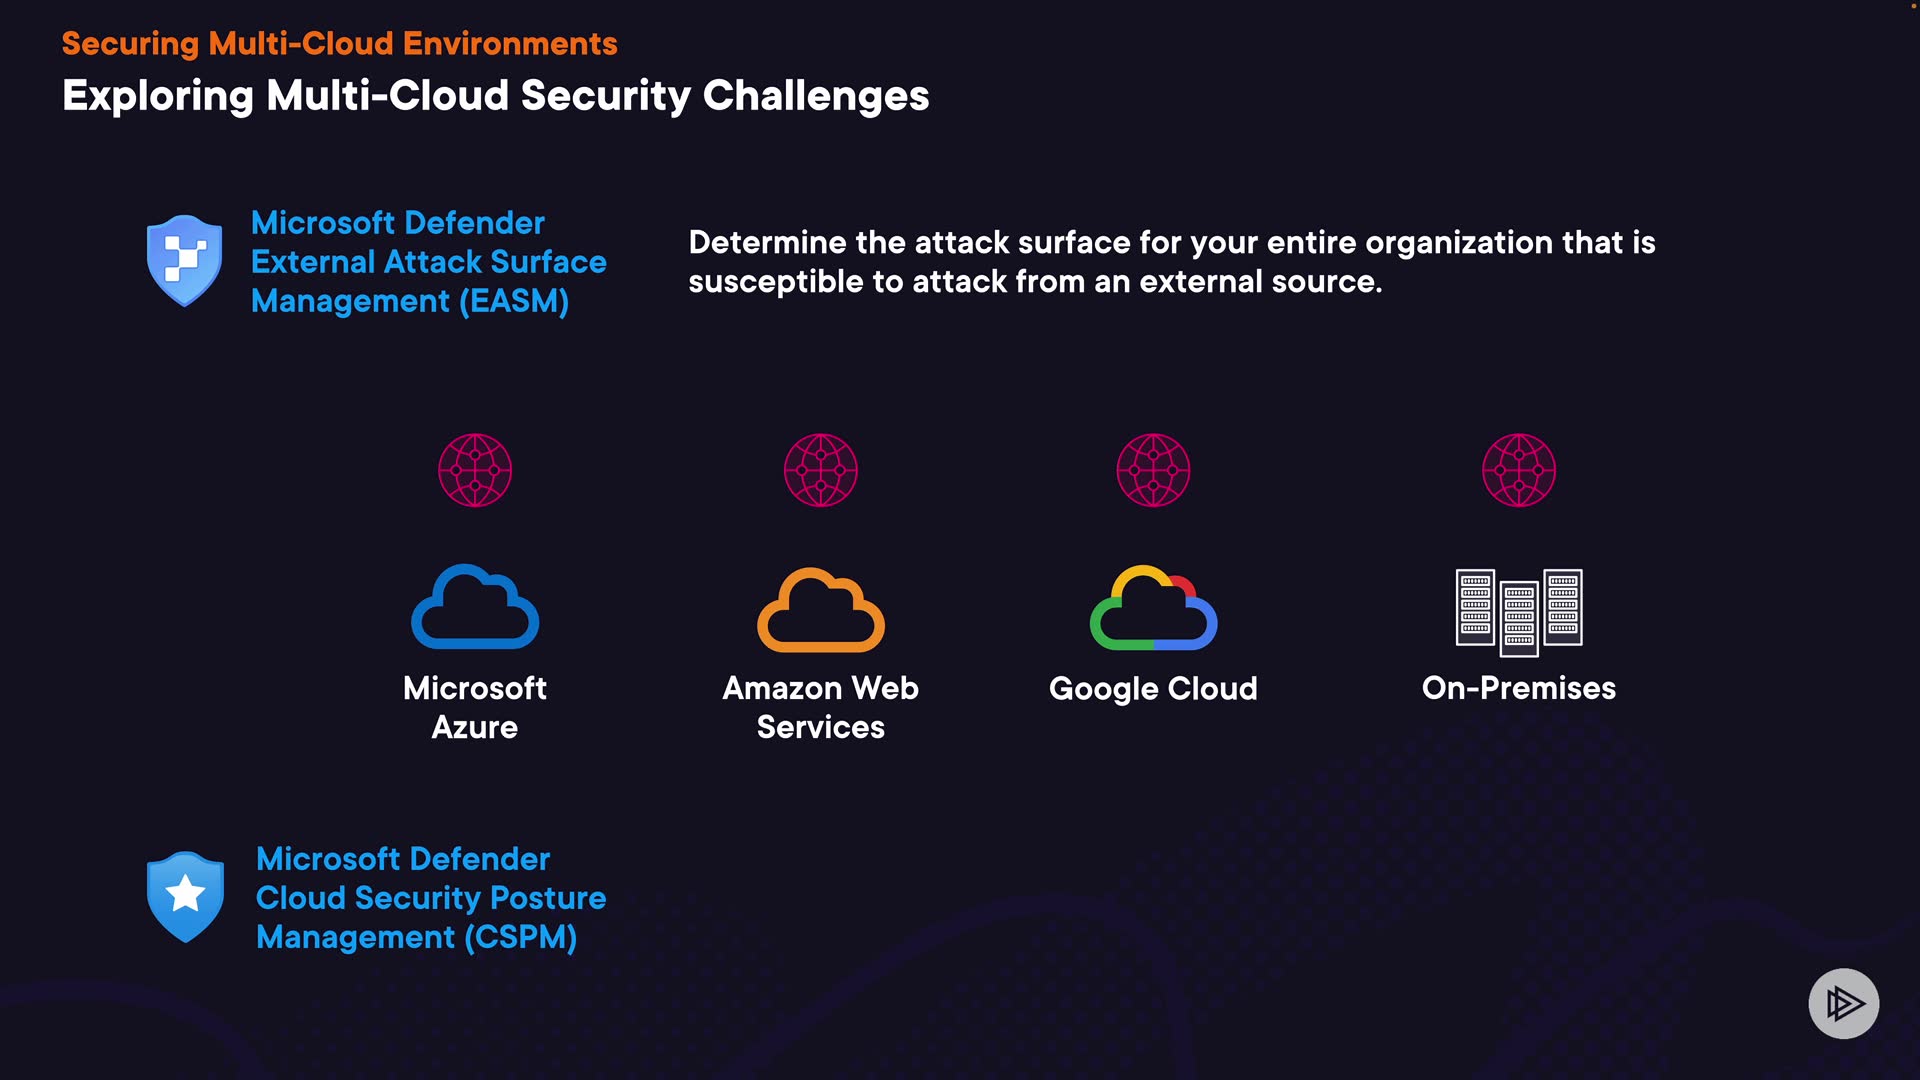 Securing Multi-Cloud Environments
Exploring Multi-Cloud Security Challenges
Microsoft Defender
External Attack Surface
Management (EASM)
Determine the attack surface for your entire organization that is
susceptible to attack from an external source.
Microsoft
Azure
Amazon Web
Services
Google Cloud
On-Premises
Microsoft Defender
Cloud Security Posture
Management (CSPM)